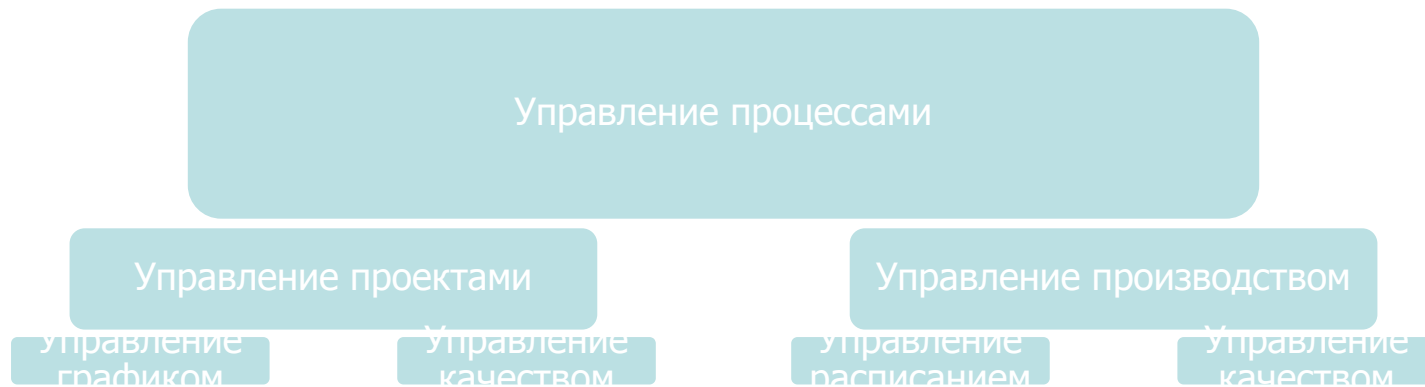 Управление процессами
Управление проектами
Управление производством
Управление
графиком
Управление
качеством
Управление
расписанием
Управление
качеством